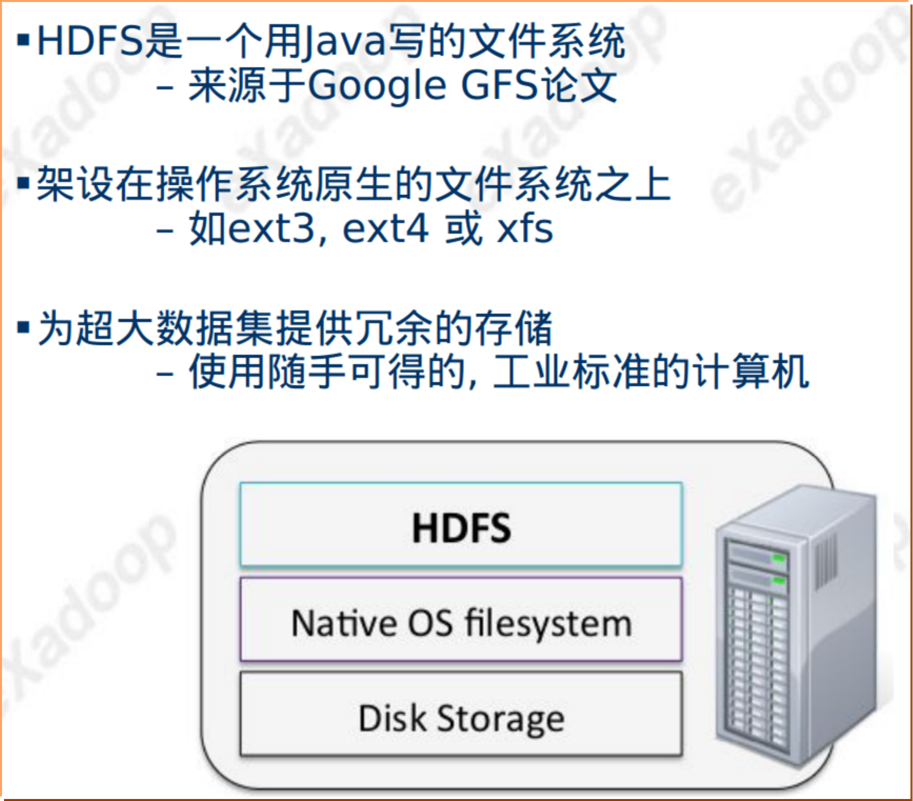 ▪HDFS是一个用Java写的文件系统
– 来源于Google GFS论文
▪架设在操作系统原生的文件系统之上
– 如ext3, ext4 或 xfs
▪为超大数据集提供冗余的存储
– 使用随手可得的, 工业标准的计算机
HDFS
Native OS filesystem
Disk Storage
eXadoop
eXadoop
eXadoop
eXadoop
eXadoop